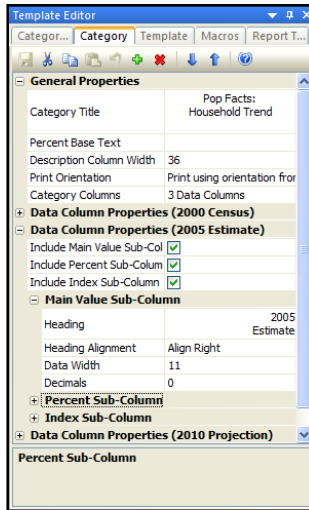 Template Editor
Categor... Category Template Macros Report T...
General Properties
Category Title
Pop Facts:
Household Trend
Percent Base Text
Description Column Width 36
Print Orientation Print using orientation fror
Category Columns 3 Data Columns
Data Column Properties (2000 Census)
Data Column Properties (2005 Estimate)
Include Main Value Sub-Col
Include Percent Sub-Colum
Include Index Sub-Column
Main Value Sub-Column
Heading
2005
Estimate
Heading Alignment Align Right
Data Width 11
Decimals 0
Percent Sub-Column
Index Sub-Column
Data Column Properties (2010 Projection)
Percent Sub-Column